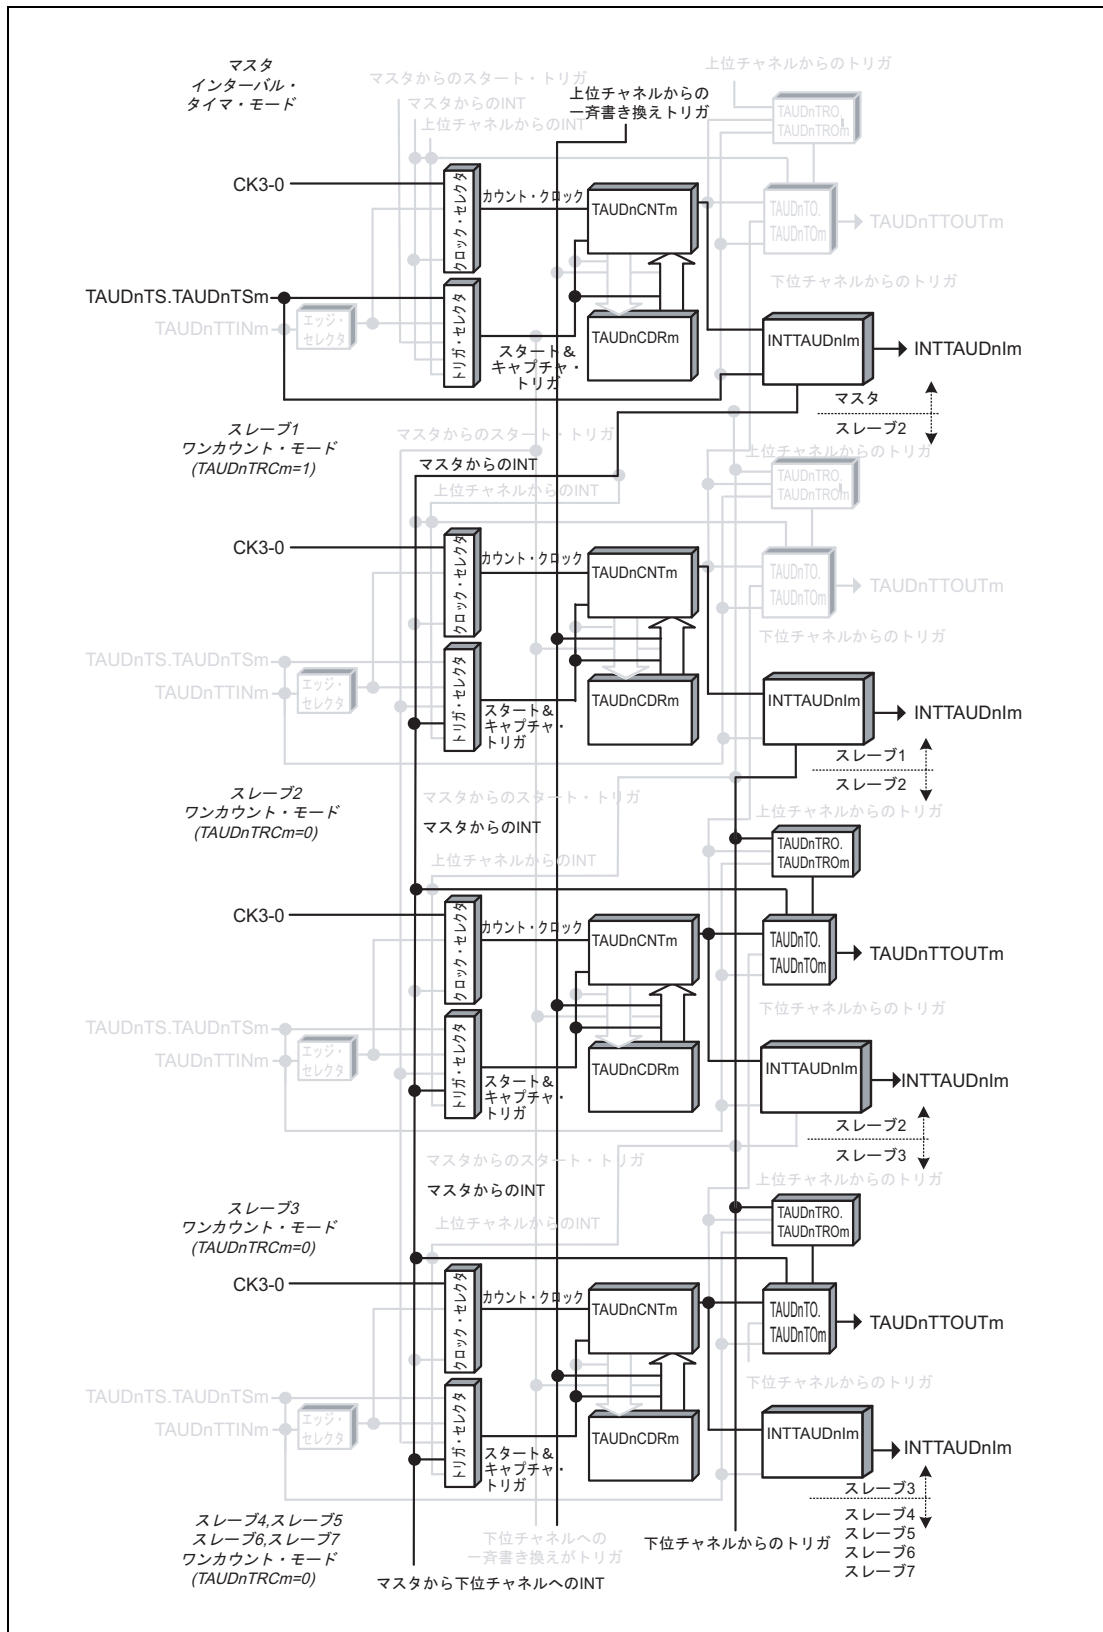 マスタ
インターバル・
タイマ・モード
マスタからのスタート・トリガ
マスタからのINT
上位チャネルからのINT
上位チャネルからの
一斉書き換えトリガ
上位チャネルからのトリガ
TAUDnTRO.
TAUDnTROm
CK3-0
クロック・セレクタ
カウント・クロック
TAUDnCNTm
TAUDnTO.
TAUDnTOm
TAUDnTTOUTm
下位チャネルからのトリガ
TAUDnTS.TAUDnTSm
TAUDnTTINm
エッジ・
セレクタ
トリガ・セレクタ
スタート&
キャプチャ・
トリガ
TAUDnCDRm
INTTAUDnIm
INTTAUDnIm
マスタ
スレーブ2
スレーブ1
ワンカウント・モード
(TAUDnTRCm=1)
マスタからのスタート・トリガ
マスタからのINT
上位チャネルからのINT
上位チャネルからのトリガ
TAUDnTRO.
TAUDnTROm
CK3-0
クロック・セレクタ
カウント・クロック
TAUDnCNTm
TAUDnTO.
TAUDnTOm
TAUDnTTOUTm
下位チャネルからのトリガ
TAUDnTS.TAUDnTSm
TAUDnTTINm
エッジ・
セレクタ
トリガ・セレクタ
スタート&
キャプチャ・
トリガ
TAUDnCDRm
INTTAUDnIm
INTTAUDnIm
スレーブ1
スレーブ2
スレーブ2
ワンカウント・モード
(TAUDnTRCm=0)
マスタからのスタート・トリガ
マスタからのINT
上位チャネルからのINT
上位チャネルからのトリガ
TAUDnTRO.
TAUDnTROm
CK3-0
クロック・セレクタ
カウント・クロック
TAUDnCNTm
TAUDnTO.
TAUDnTOm
TAUDnTTOUTm
下位チャネルからのトリガ
TAUDnTS.TAUDnTSm
TAUDnTTINm
エッジ・
セレクタ
トリガ・セレクタ
スタート&
キャプチャ・
トリガ
TAUDnCDRm
INTTAUDnIm
INTTAUDnIm
スレーブ2
スレーブ3
スレーブ3
ワンカウント・モード
(TAUDnTRCm=0)
マスタからのスタート・トリガ
マスタからのINT
上位チャネルからのINT
上位チャネルからのトリガ
TAUDnTRO.
TAUDnTROm
CK3-0
クロック・セレクタ
カウント・クロック
TAUDnCNTm
TAUDnTO.
TAUDnTOm
TAUDnTTOUTm
下位チャネルからのトリガ
TAUDnTS.TAUDnTSm
TAUDnTTINm
エッジ・
セレクタ
トリガ・セレクタ
スタート&
キャプチャ・
トリガ
TAUDnCDRm
INTTAUDnIm
INTTAUDnIm
スレーブ3
スレーブ4
スレーブ5
スレーブ6
スレーブ7
スレーブ4,スレーブ5
スレーブ6,スレーブ7
ワンカウント・モード
(TAUDnTRCm=0)
下位チャネルへの
一斉書き換えがトリガ
マスタから下位チャネルへのINT
下位チャネルからのトリガ